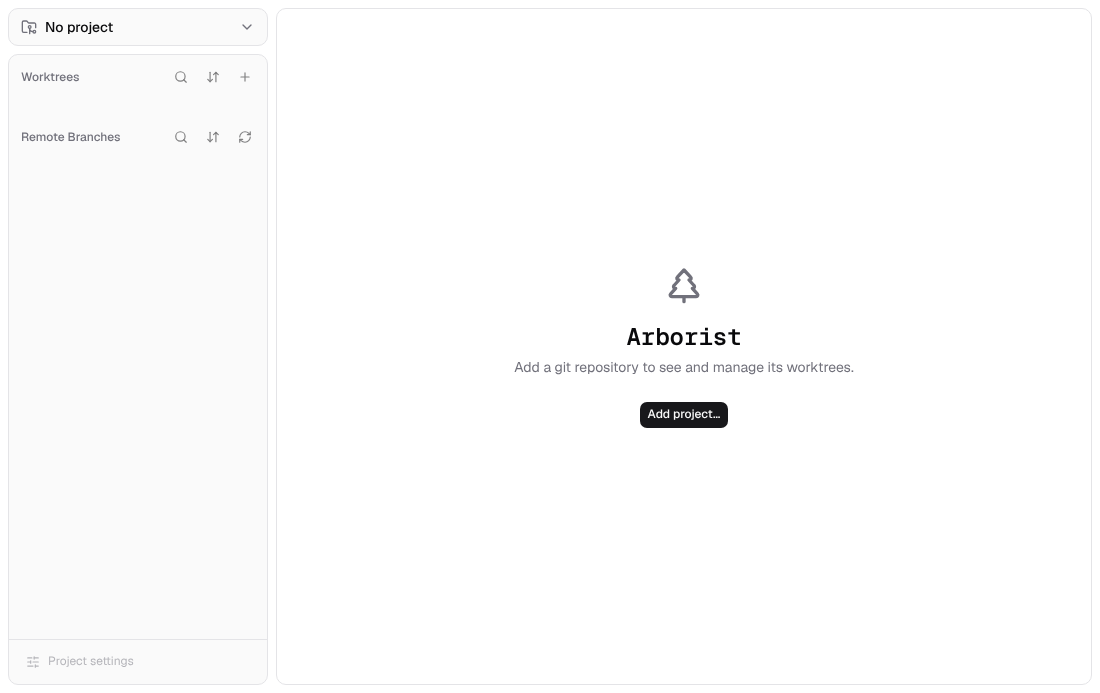 No project
Worktrees
Remote Branches
Project settings
Arborist
Add a git repository to see and manage its worktrees.
Add project...